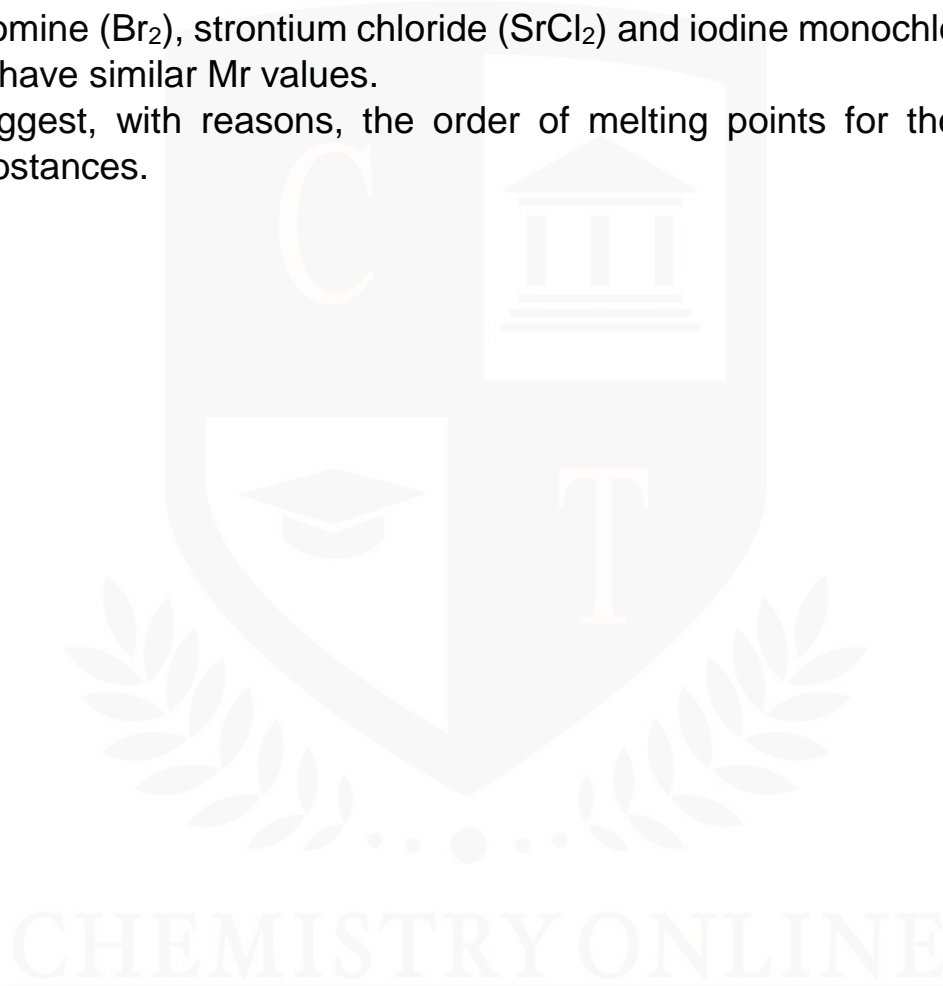 omine (Br₂), strontium chloride (SrCl₂) and iodine monochl
have similar Mr values.
ggest, with reasons, the order of melting points for the
ostances.
C
T
CHEMISTRY ONLINE